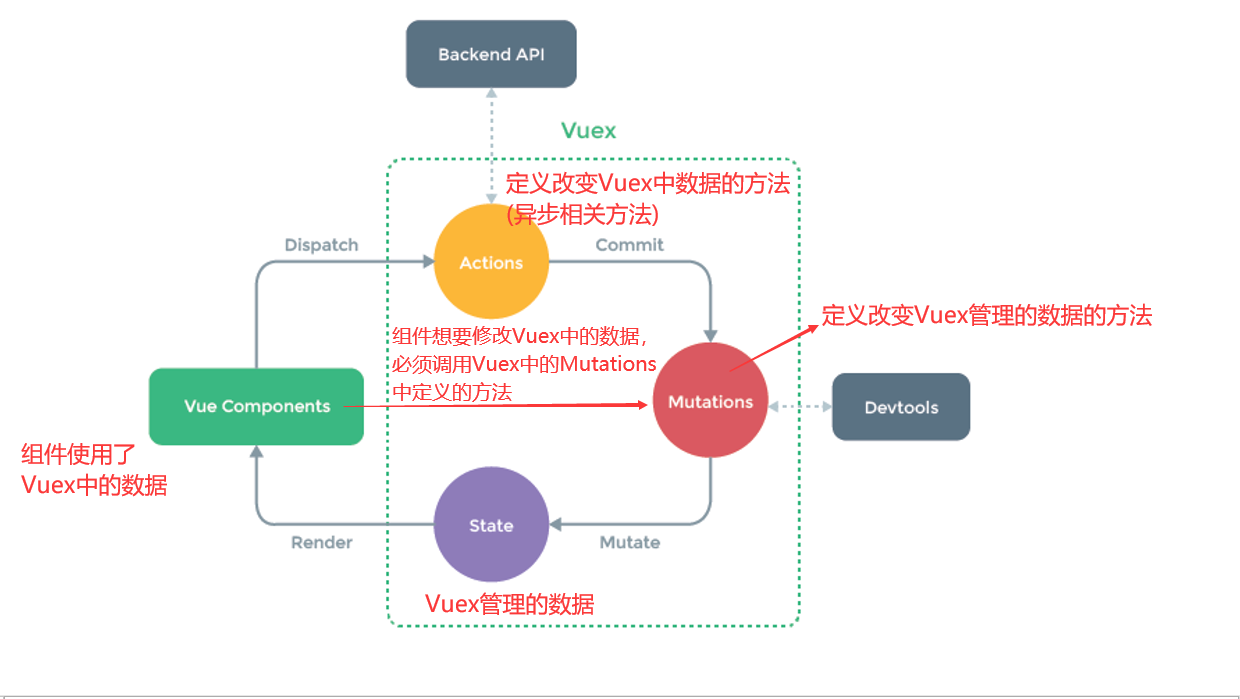 Backend API
Vuex
定义改变Vuex中数据的方法
(异步相关方法)
Dispatch
Commit
Actions
定义改变Vuex管理的数据的方法
组件想要修改Vuex中的数据，
必须调用Vuex中的Mutations
中定义的方法
Vue Components
Mutations
Devtools
组件使用了
Vuex中的数据
State
Render
Mutate
Vuex管理的数据